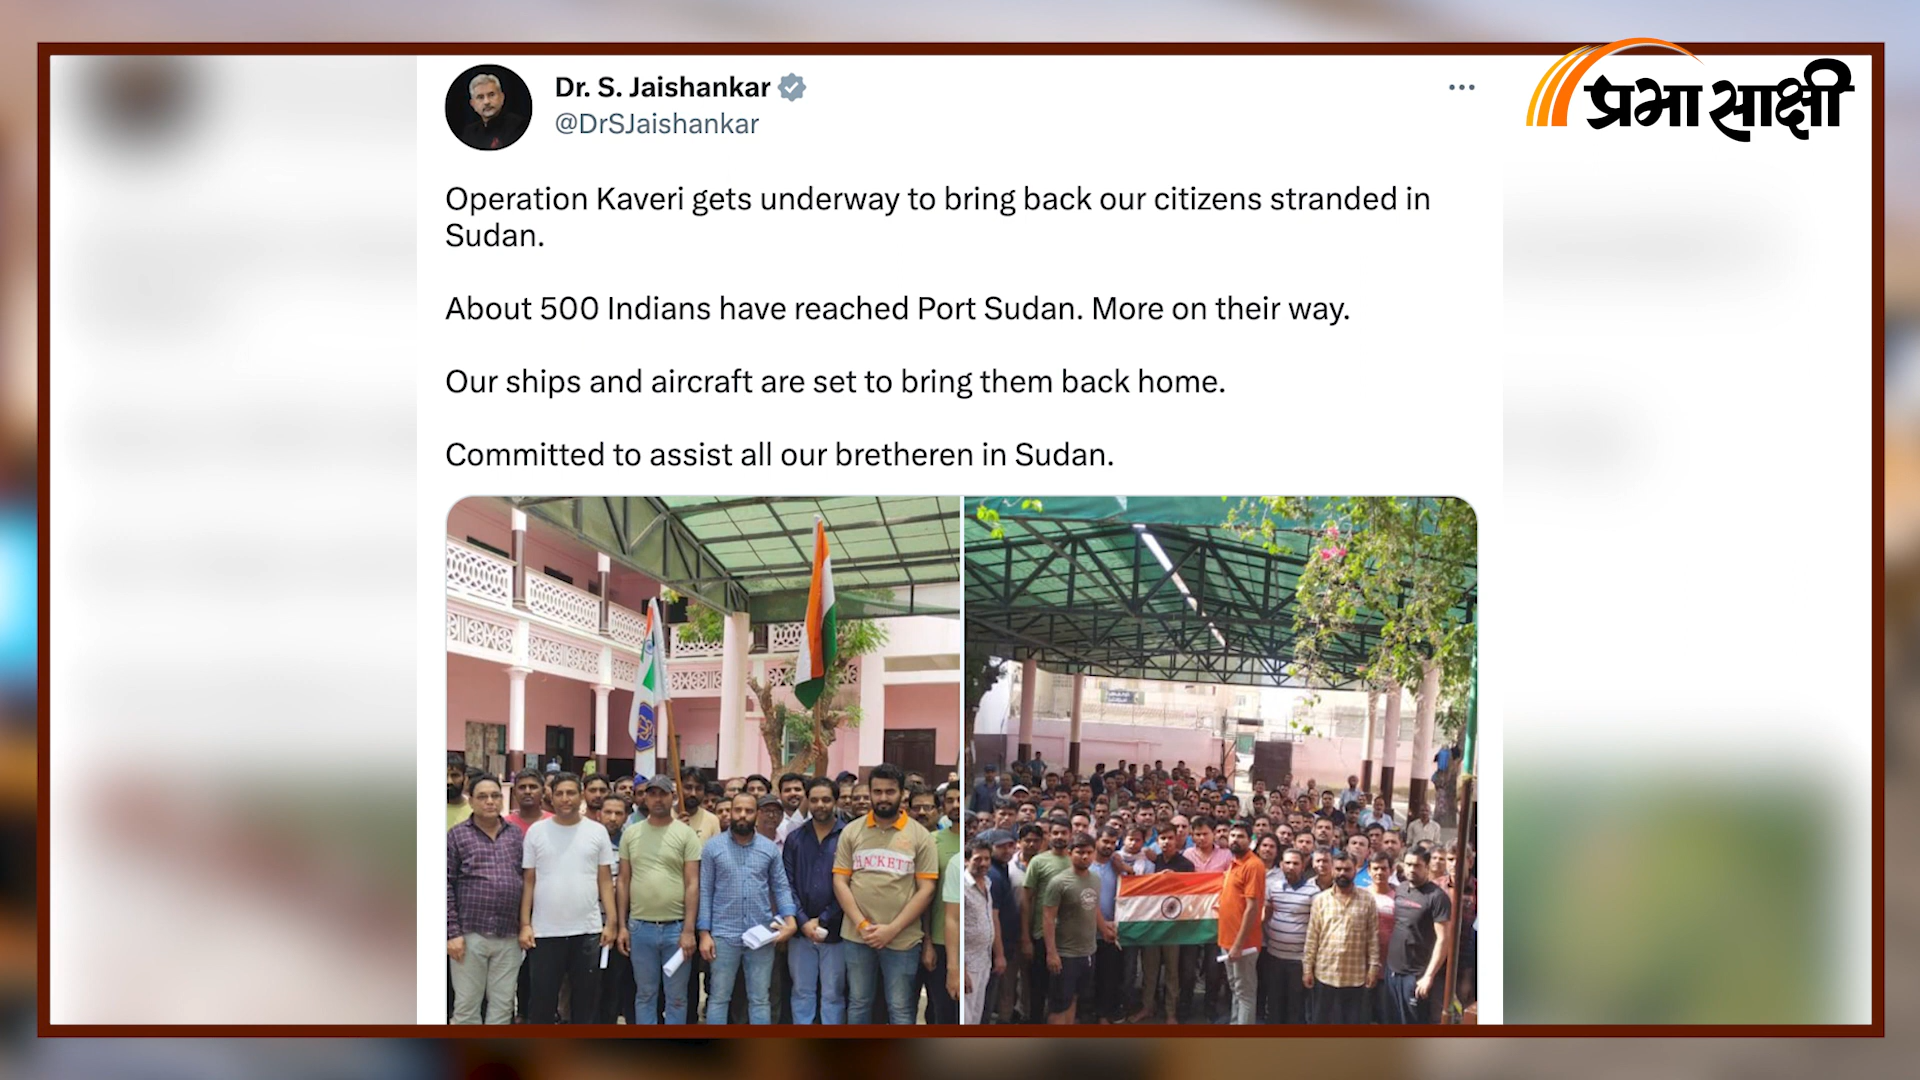 प्रभासाक्षी
Dr. S. Jaishankar
@DrSJaishankar
Operation Kaveri gets underway to bring back our citizens stranded in
Sudan.
About 500 Indians have reached Port Sudan. More on their way.
Our ships and aircraft are set to bring them back home.
Committed to assist all our bretheren in Sudan.
HACKETT